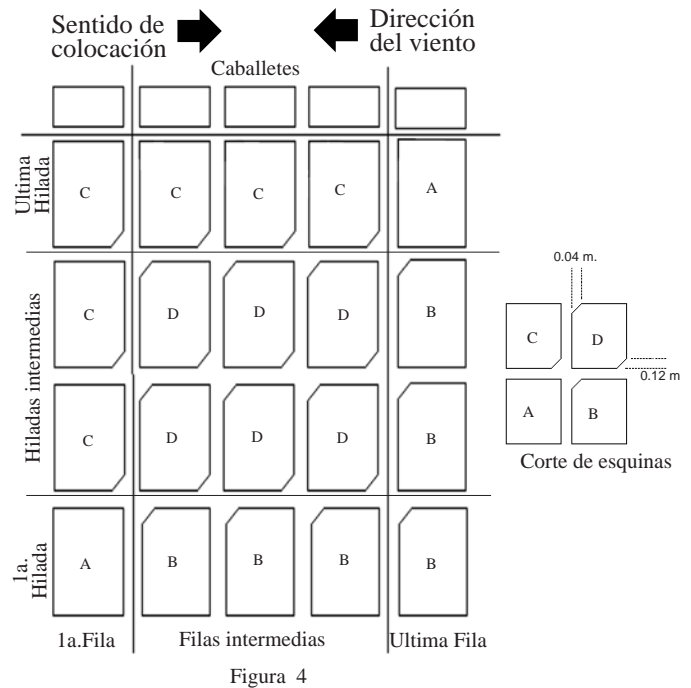 Sentido de
colocación
Dirección
del viento
Caballetes
Ultima
Hilada
C C C C A
Hiladas intermedias
C D D D B
C D D D B
1a.
Hilada
A B B B B
1a.Fila Filas intermedias Ultima Fila
0.04 m.
C D
0.12 m
A B
Corte de esquinas
Figura 4